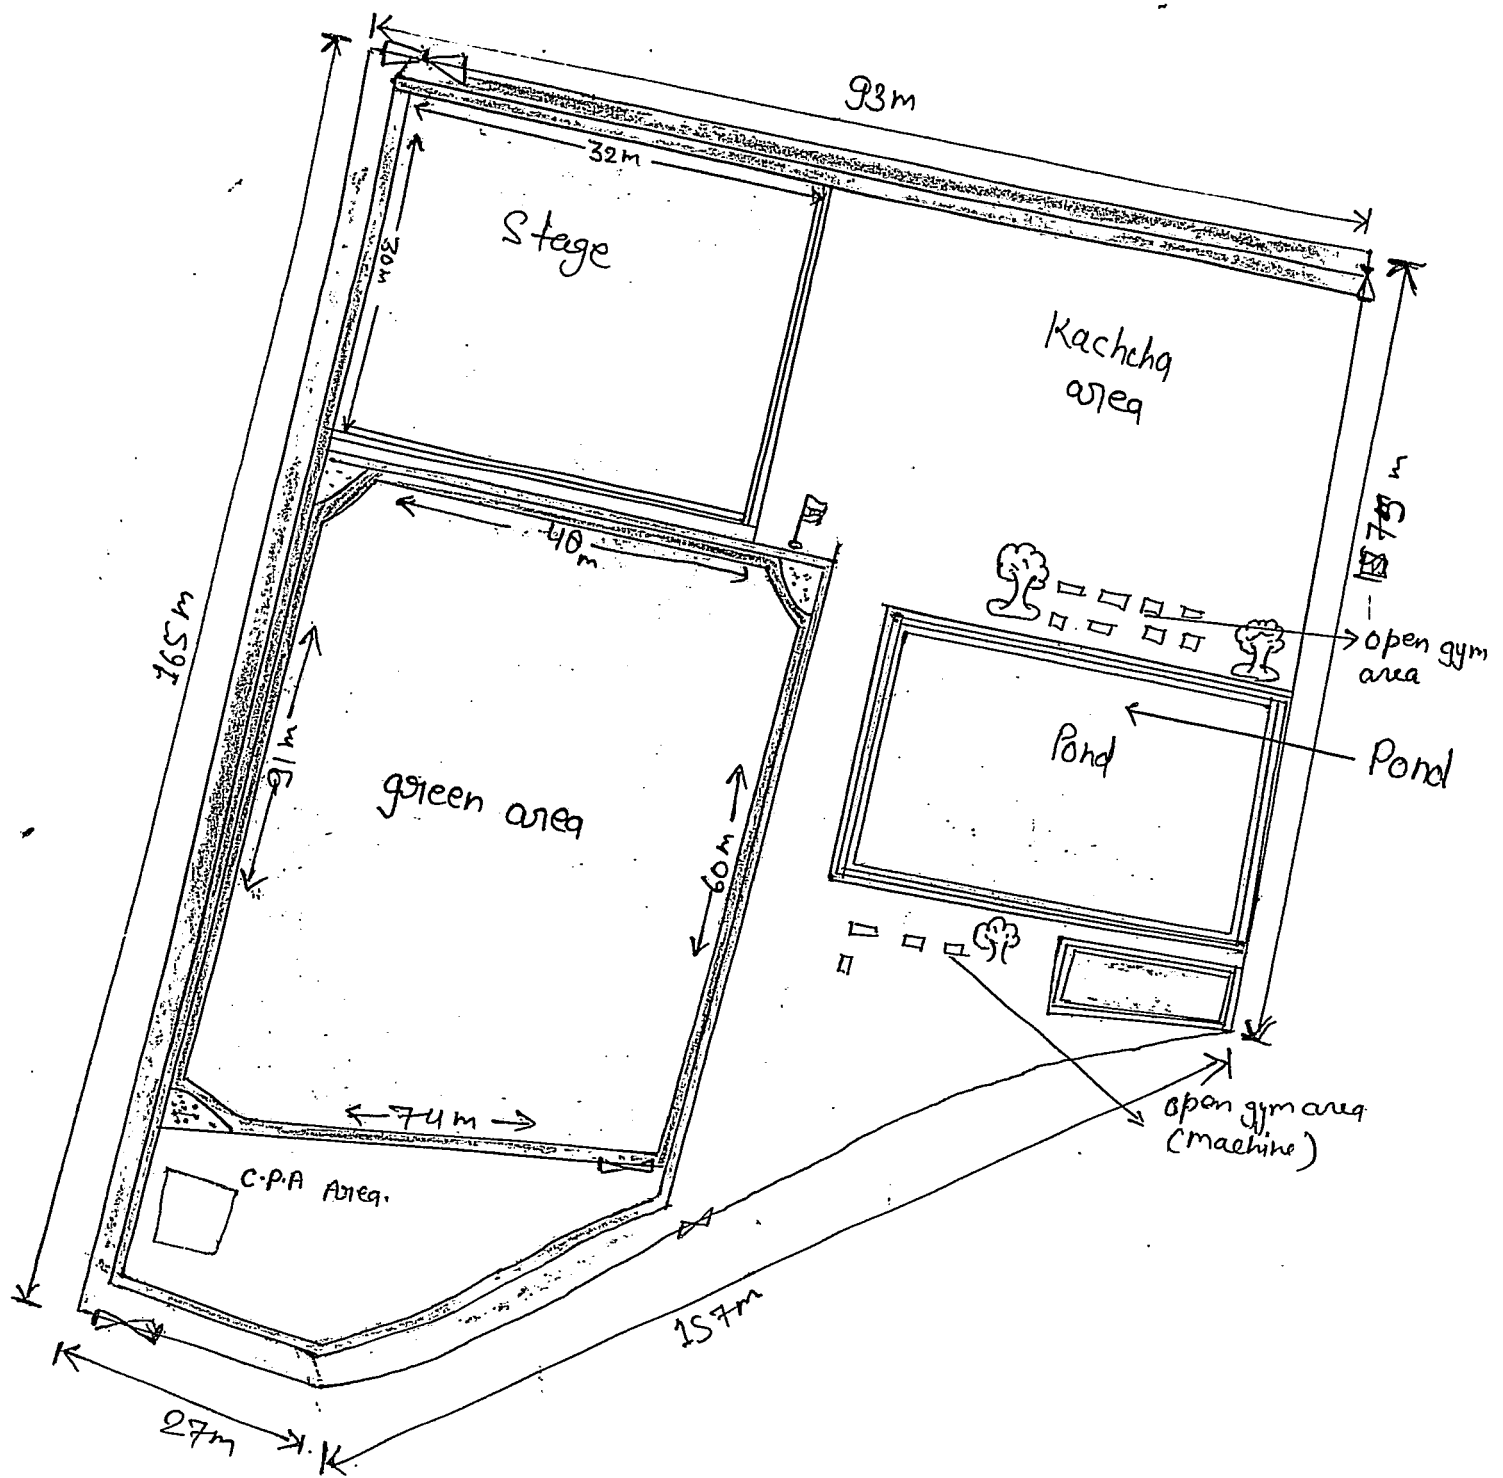 93m
32m
Stage
30m
Kachcha
area
165m
40
m
open gym
area
Pond
Pond
91m
green area
60m
74m
open gym area
(machine)
C.P.A Area.
157m
27m